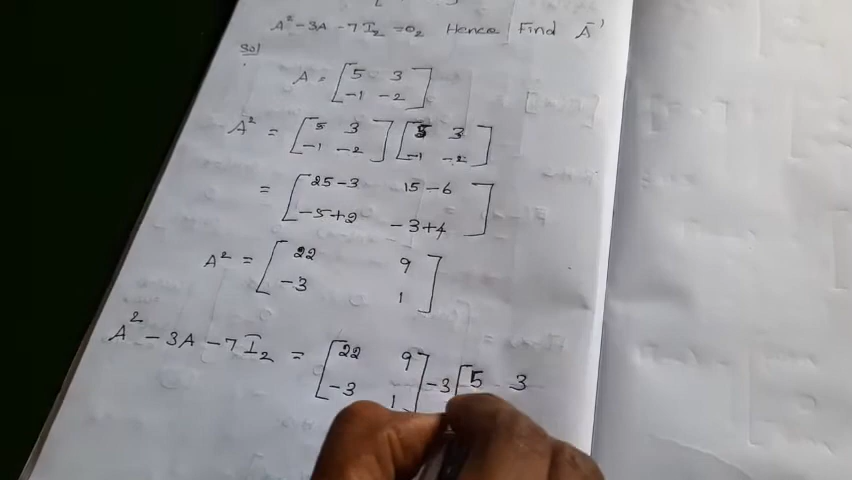 A² - 3A - 7I₂ = O₂ Hence Find A⁻¹
Sol
A = [5 3
-1 -2]
A² = [5 3 [5 3
-1 -2] -1 -2]
= [25-3 15-6
-5+2 -3+4]
A² = [22 9
-3 1]
A² - 3A - 7I₂ = [22 9
-3 1] -3 [5 3